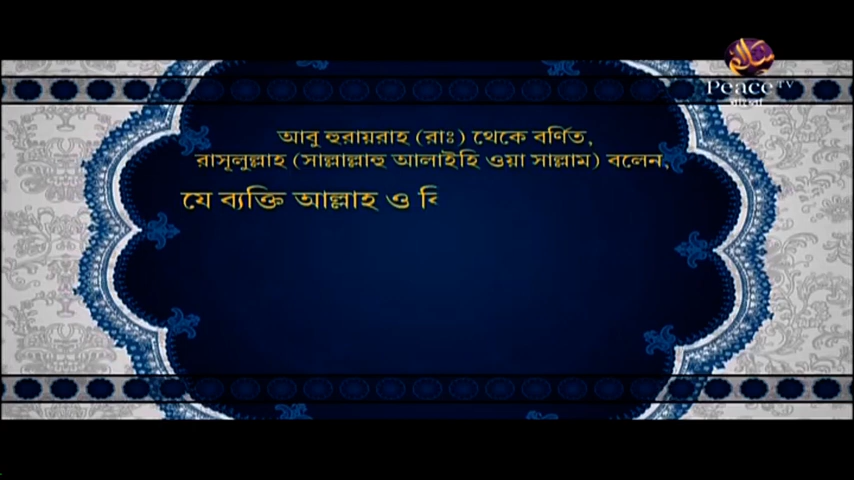 Peace TV
বাংলা
আবু হুরায়রাহ (রাঃ) থেকে বর্ণিত,
রাসূলুল্লাহ (সাল্লাল্লাহু আলাইহি ওয়া সাল্লাম) বলেন,
যে ব্যক্তি আল্লাহ ও